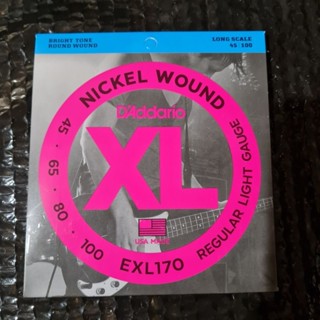 BRIGHT TONE
ROUND WOUND
LONG SCALE
45 | 100
NICKEL WOUND
D'Addario
XL
USA MADE
45 · 65 · 80 · 100
EXL170
REGULAR LIGHT GAUGE